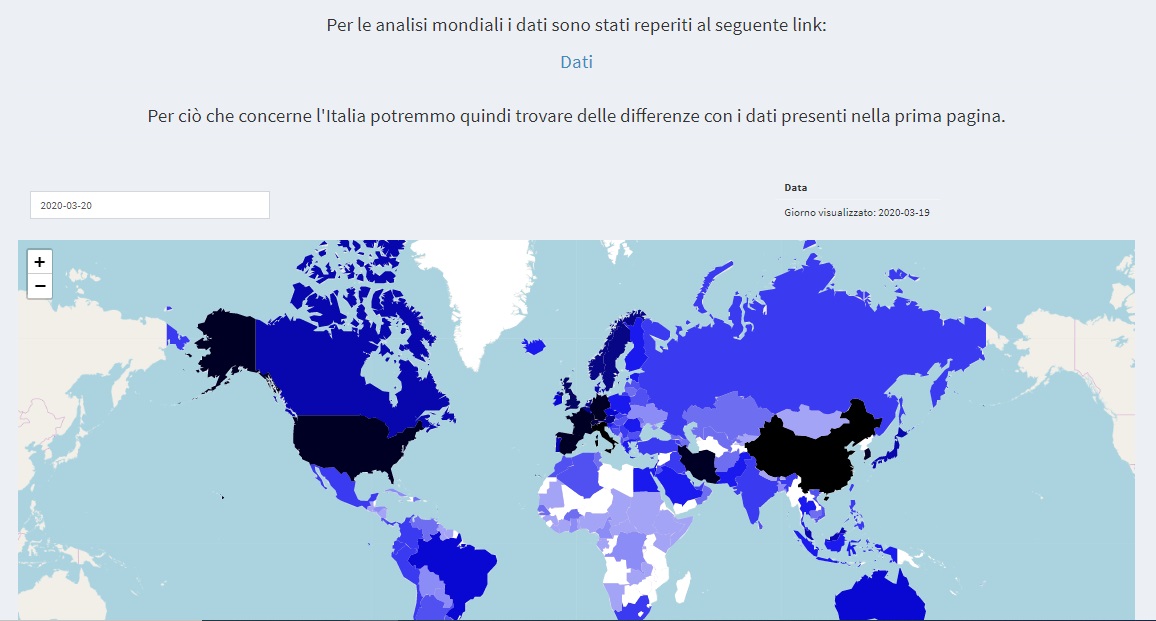 Per le analisi mondiali i dati sono stati reperiti al seguente link:
Dati
Per ciò che concerne l'Italia potremmo quindi trovare delle differenze con i dati presenti nella prima pagina.
2020-03-20
Data
Giorno visualizzato: 2020-03-19
+
−